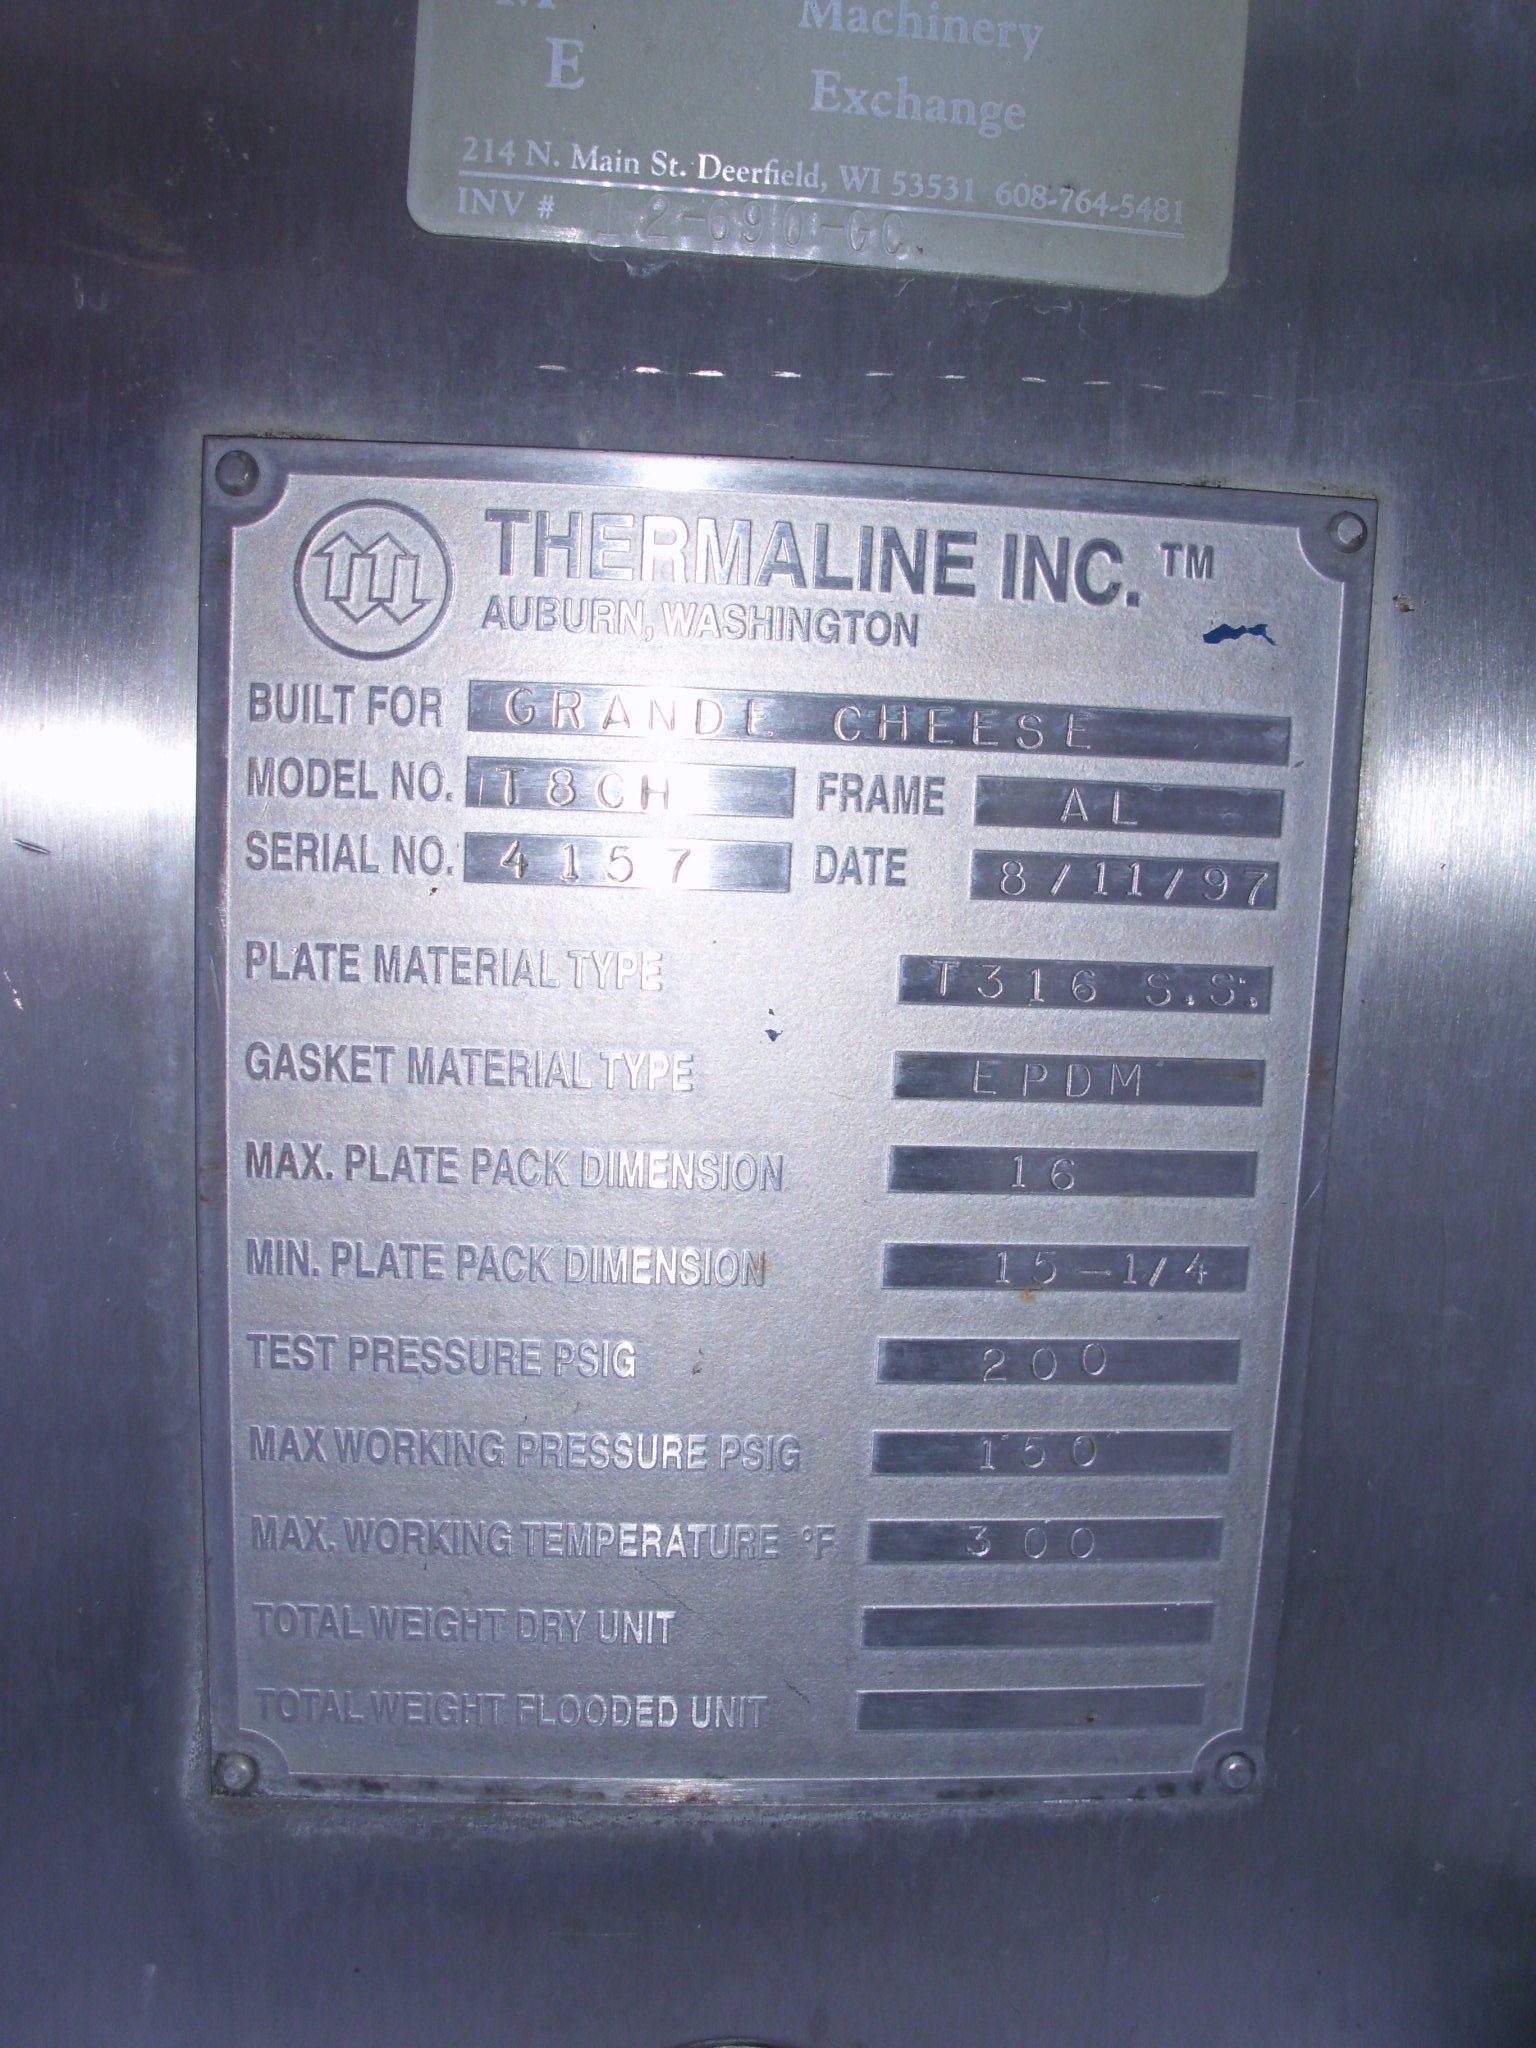 M Machinery
E Exchange
214 N. Main St. Deerfield, WI 53531 608-764-5481
INV # 12-690-GC.
THERMALINE INC. ™
AUBURN, WASHINGTON
BUILT FOR GRANDE CHEESE
MODEL NO. T8CH FRAME AL
SERIAL NO. 4157 DATE 8/11/97
PLATE MATERIAL TYPE T316 S.S.
GASKET MATERIAL TYPE EPDM
MAX. PLATE PACK DIMENSION 16
MIN. PLATE PACK DIMENSION 15-1/4
TEST PRESSURE PSIG 200
MAX WORKING PRESSURE PSIG 150
MAX. WORKING TEMPERATURE °F 300
TOTAL WEIGHT DRY UNIT
TOTAL WEIGHT FLOODED UNIT